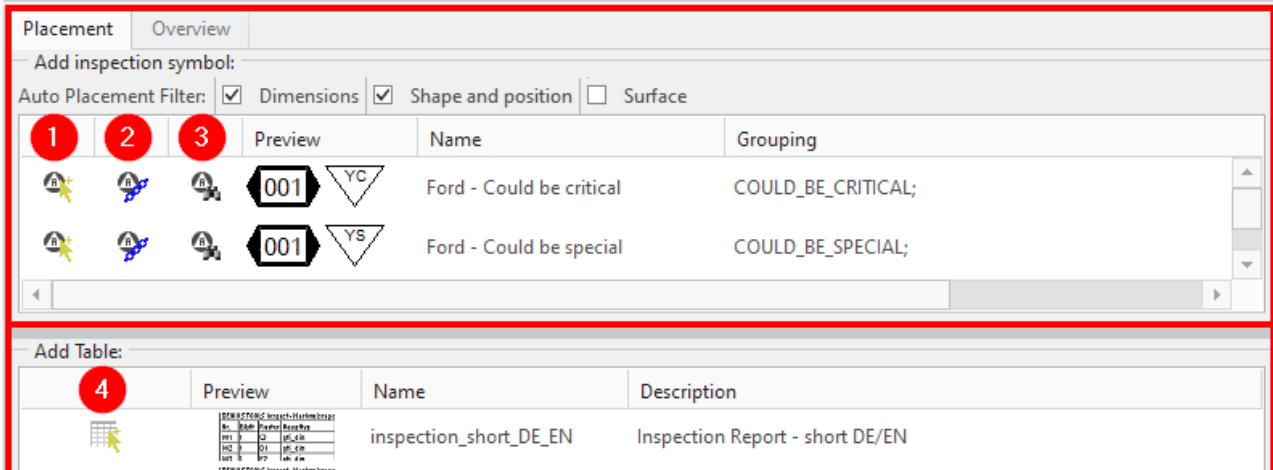 Placement Overview
Add inspection symbol:
Auto Placement Filter: Dimensions Shape and position Surface
1 2 3 Preview Name Grouping
001 YC Ford - Could be critical COULD_BE_CRITICAL;
001 YS Ford - Could be special COULD_BE_SPECIAL;
Add Table:
4 Preview Name Description
inspection_short_DE_EN Inspection Report - short DE/EN